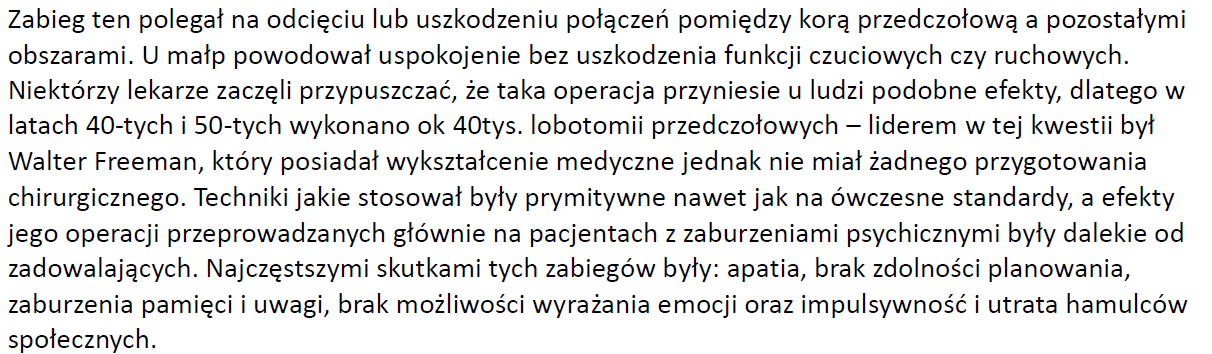 Zabieg ten polegał na odcięciu lub uszkodzeniu połączeń pomiędzy korą przedczołową a pozostałymi
obszarami. U małp powodował uspokojenie bez uszkodzenia funkcji czuciowych czy ruchowych.
Niektórzy lekarze zaczęli przypuszczać, że taka operacja przyniesie u ludzi podobne efekty, dlatego w
latach 40-tych i 50-tych wykonano ok 40tys. lobotomii przedczołowych – liderem w tej kwestii był
Walter Freeman, który posiadał wykształcenie medyczne jednak nie miał żadnego przygotowania
chirurgicznego. Techniki jakie stosował były prymitywne nawet jak na ówczesne standardy, a efekty
jego operacji przeprowadzanych głównie na pacjentach z zaburzeniami psychicznymi były dalekie od
zadowalających. Najczęstszymi skutkami tych zabiegów były: apatia, brak zdolności planowania,
zaburzenia pamięci i uwagi, brak możliwości wyrażania emocji oraz impulsywność i utrata hamulców
społecznych.